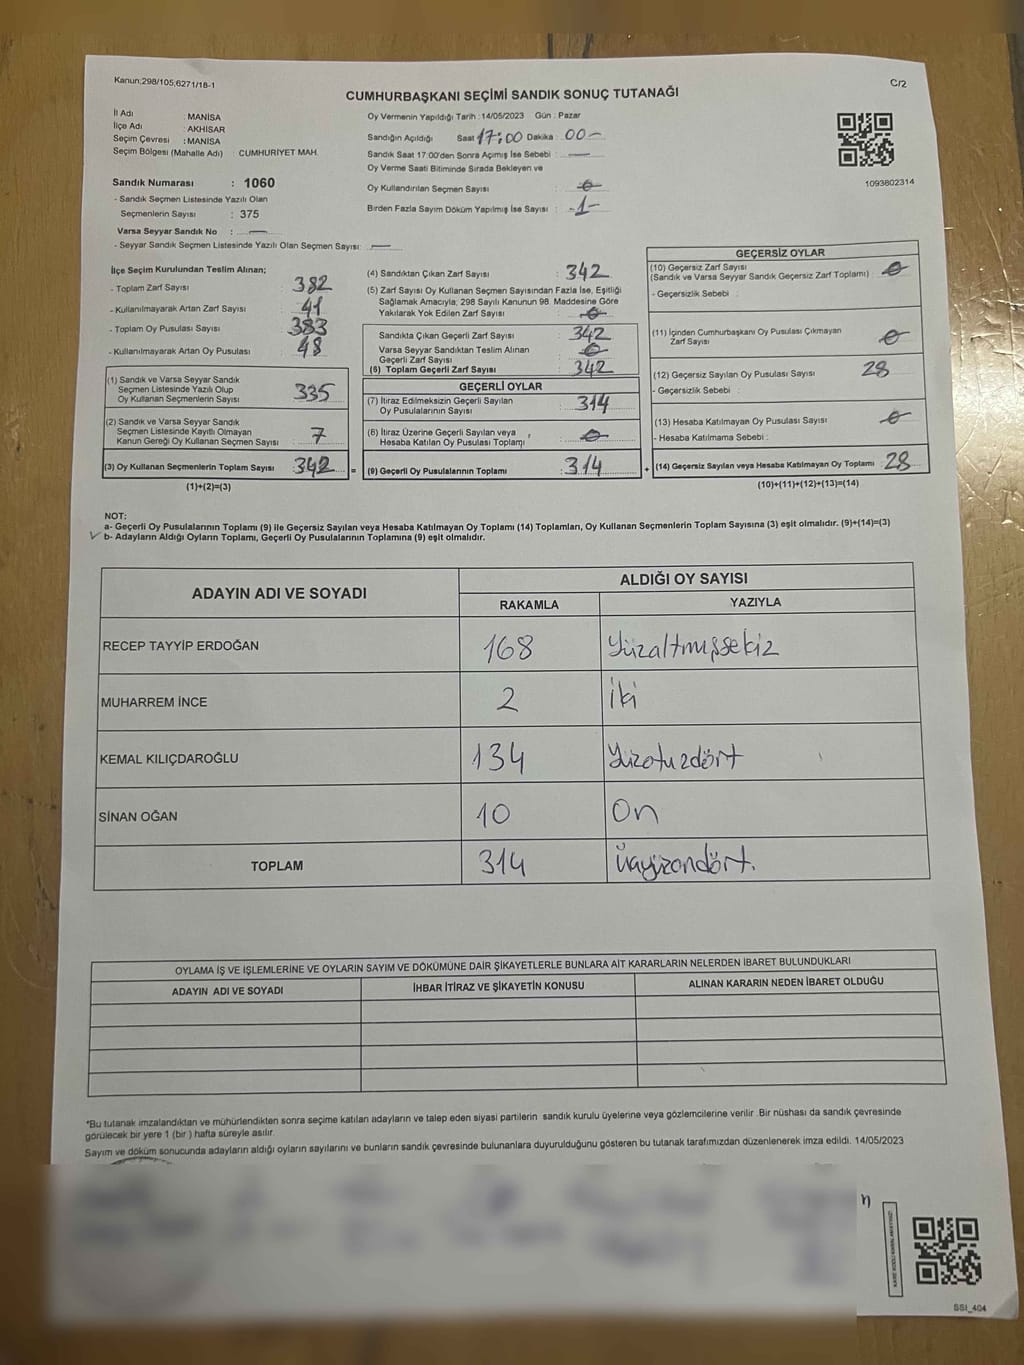 Kanun;298/105;6271/18-1
C/2
CUMHURBAŞKANI SEÇİMİ SANDIK SONUÇ TUTANAĞI
İl Adı : MANİSA
İlçe Adı : AKHİSAR
Seçim Çevresi : MANİSA
Seçim Bölgesi (Mahalle Adı) CUMHURİYET MAH.
Sandık Numarası : 1060
- Sandık Seçmen Listesinde Yazılı Olan
Seçmenlerin Sayısı : 375
Varsa Seyyar Sandık No : —
- Seyyar Sandık Seçmen Listesinde Yazılı Olan Seçmen Sayısı: —
Oy Vermenin Yapıldığı Tarih : 14/05/2023 Gün : Pazar
Sandığın Açıldığı Saat 17:00 Dakika : 00 —
Sandık Saat 17:00'den Sonra Açımış İse Sebebi : —
Oy Verme Saati Bitiminde Sırada Bekleyen ve
Oy Kullandırılan Seçmen Sayısı : 0
Birden Fazla Sayım Döküm Yapılmış İse Sayısı : -1-
1093802314
İlçe Seçim Kurulundan Teslim Alınan;
- Toplam Zarf Sayısı : 382
- Kullanılmayarak Artan Zarf Sayısı : 41
- Toplam Oy Pusulası Sayısı : 383
- Kullanılmayarak Artan Oy Pusulası : 48
(1) Sandık ve Varsa Seyyar Sandık
Seçmen Listesinde Yazılı Olup
Oy Kullanan Seçmenlerin Sayısı : 335
(2) Sandık ve Varsa Seyyar Sandık
Seçmen Listesinde Kayıtlı Olmayan
Kanun Gereği Oy Kullanan Seçmen Sayısı : 7
(3) Oy Kullanan Seçmenlerin Toplam Sayısı : 342
(1)+(2)=(3)
(4) Sandıktan Çıkan Zarf Sayısı : 342
(5) Zarf Sayısı Oy Kullanan Seçmen Sayısından Fazla İse, Eşitliği
Sağlamak Amacıyla; 298 Sayılı Kanunun 98. Maddesine Göre
Yakılarak Yok Edilen Zarf Sayısı : 0
Sandıkta Çıkan Geçerli Zarf Sayısı : 342
Varsa Seyyar Sandıktan Teslim Alınan
Geçerli Zarf Sayısı : 0
(6) Toplam Geçerli Zarf Sayısı : 342
GEÇERLİ OYLAR
(7) İtiraz Edilmeksizin Geçerli Sayılan
Oy Pusulalarının Sayısı : 314
(8) İtiraz Üzerine Geçerli Sayılan veya
Hesaba Katılan Oy Pusulası Toplamı : 0
= (9) Geçerli Oy Pusulalarının Toplamı : 314
GEÇERSİZ OYLAR
(10) Geçersiz Zarf Sayısı
(Sandık ve Varsa Seyyar Sandık Geçersiz Zarf Toplamı) : 0
- Geçersizlik Sebebi :
(11) İçinden Cumhurbaşkanı Oy Pusulası Çıkmayan
Zarf Sayısı : 0
(12) Geçersiz Sayılan Oy Pusulası Sayısı : 28
- Geçersizlik Sebebi :
(13) Hesaba Katılmayan Oy Pusulası Sayısı : 0
- Hesaba Katılmama Sebebi :
+ (14) Geçersiz Sayılan veya Hesaba Katılmayan Oy Toplamı : 28
(10)+(11)+(12)+(13)=(14)
NOT:
a- Geçerli Oy Pusulalarının Toplamı (9) ile Geçersiz Sayılan veya Hesaba Katılmayan Oy Toplamı (14) Toplamları, Oy Kullanan Seçmenlerin Toplam Sayısına (3) eşit olmalıdır. (9)+(14)=(3)
b- Adayların Aldığı Oyların Toplamı, Geçerli Oy Pusulalarının Toplamına (9) eşit olmalıdır.
ADAYIN ADI VE SOYADI
ALDIĞI OY SAYISI
RAKAMLA YAZIYLA
RECEP TAYYİP ERDOĞAN 168 Yüzaltmışsekiz
MUHARREM İNCE 2 İki
KEMAL KILIÇDAROĞLU 134 Yüzotuzdört
SİNAN OĞAN 10 On
TOPLAM 314 Üçyüzondört.
OYLAMA İŞ VE İŞLEMLERİNE VE OYLARIN SAYIM VE DÖKÜMÜNE DAİR ŞİKAYETLERLE BUNLARA AİT KARARLARIN NELERDEN İBARET BULUNDUKLARI
ADAYIN ADI VE SOYADI İHBAR İTİRAZ VE ŞİKAYETİN KONUSU ALINAN KARARIN NEDEN İBARET OLDUĞU
*Bu tutanak imzalandıktan ve mühürlendikten sonra seçime katılan adayların ve talep eden siyasi partilerin sandık kurulu üyelerine veya gözlemcilerine verilir .Bir nüshası da sandık çevresinde
görülecek bir yere 1 (bir ) hafta süreyle asılır.
Sayım ve döküm sonucunda adayların aldığı oyların sayılarını ve bunların sandık çevresinde bulunanlara duyurulduğunu gösteren bu tutanak tarafımızdan düzenlenerek imza edildi. 14/05/2023
SSI_404